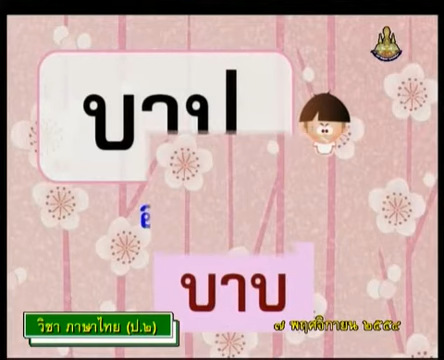 บาป
บาบ
วิชา ภาษาไทย (ป.๒)
๗ พฤศจิกายน ๒๕๕๔